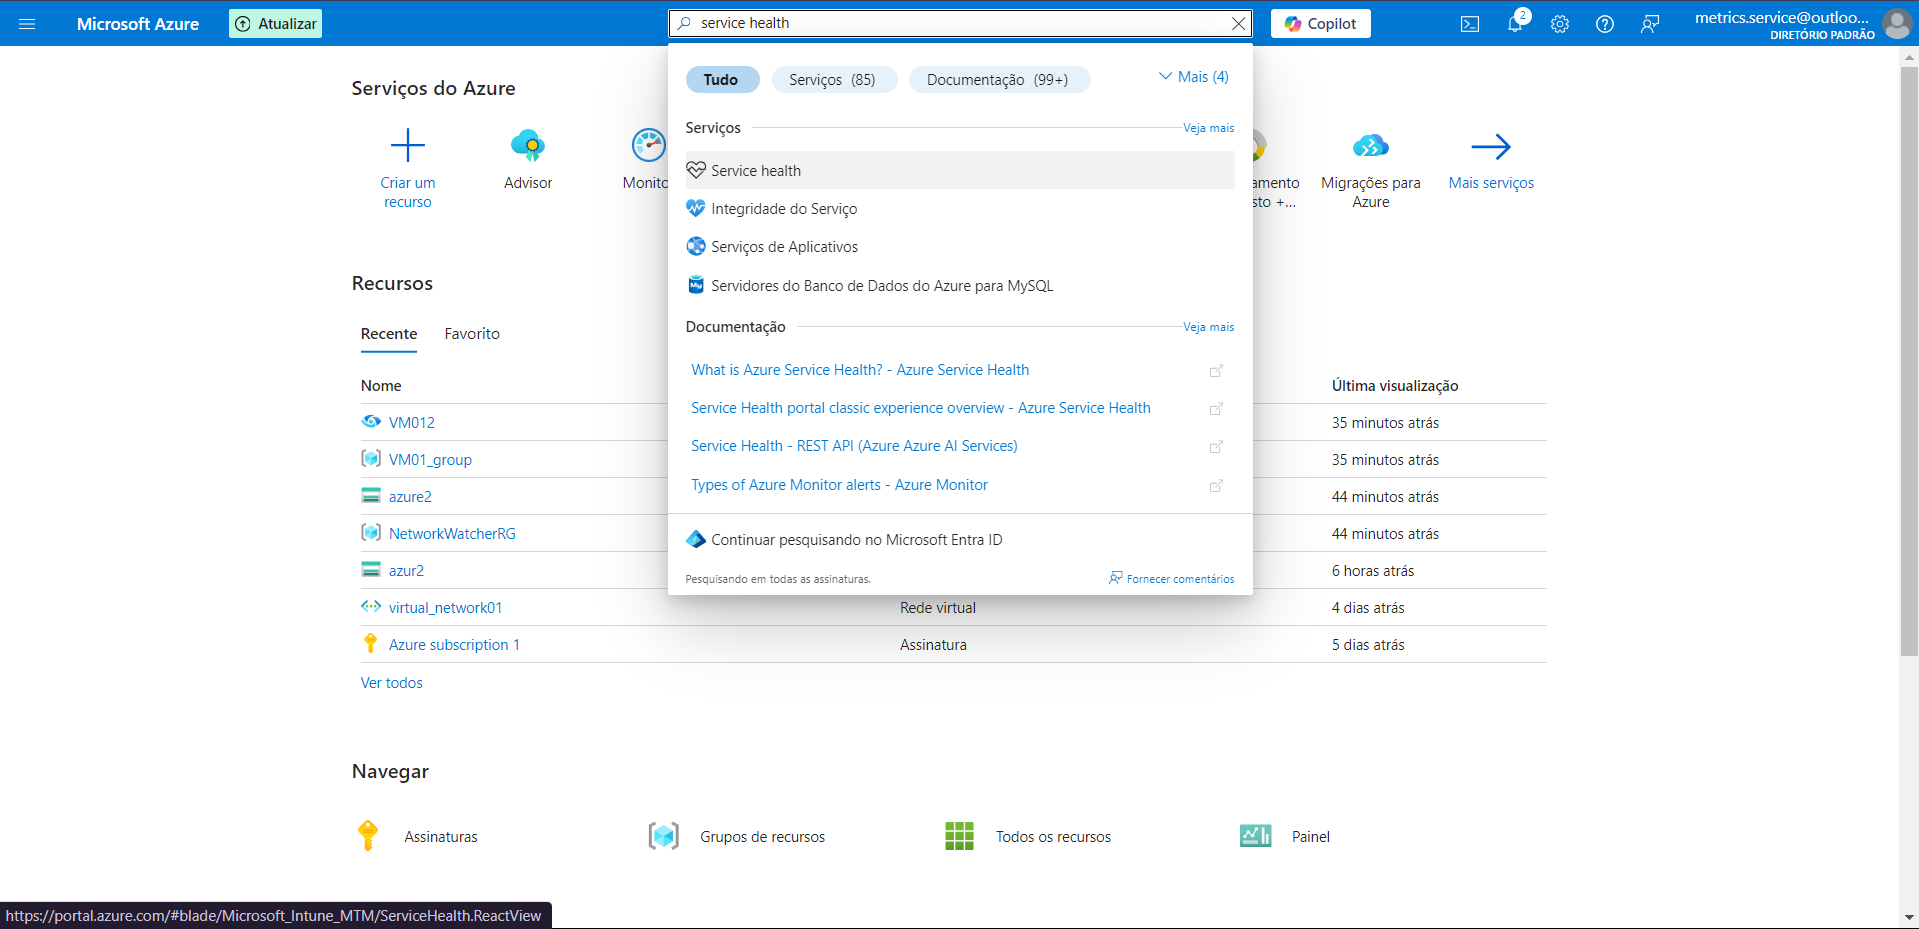 Microsoft Azure
Atualizar
service health
Copilot
2
metrics.service@outloo...
DIRETÓRIO PADRÃO
Tudo
Serviços (85)
Documentação (99+)
Mais (4)
Serviços
Veja mais
Service health
Integridade do Serviço
Serviços de Aplicativos
Servidores do Banco de Dados do Azure para MySQL
Documentação
Veja mais
What is Azure Service Health? - Azure Service Health
Service Health portal classic experience overview - Azure Service Health
Service Health - REST API (Azure Azure AI Services)
Types of Azure Monitor alerts - Azure Monitor
Continuar pesquisando no Microsoft Entra ID
Pesquisando em todas as assinaturas.
Fornecer comentários
Serviços do Azure
Criar um
recurso
Advisor
Monito
amento
sto +...
Migrações para
Azure
Mais serviços
Recursos
Recente
Favorito
Nome
Última visualização
VM012
35 minutos atrás
VM01_group
35 minutos atrás
azure2
44 minutos atrás
NetworkWatcherRG
44 minutos atrás
azur2
6 horas atrás
virtual_network01
Rede virtual
4 dias atrás
Azure subscription 1
Assinatura
5 dias atrás
Ver todos
Navegar
Assinaturas
Grupos de recursos
Todos os recursos
Painel
https://portal.azure.com/#blade/Microsoft_Intune_MTM/ServiceHealth.ReactView